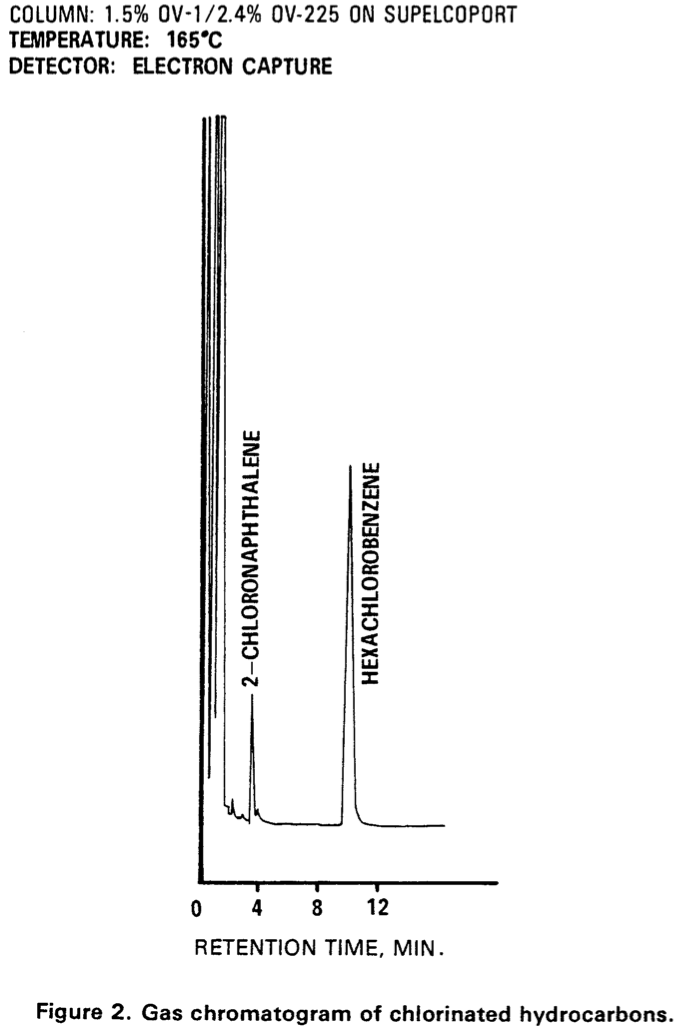 COLUMN: 1.5% OV-1/2.4% OV-225 ON SUPELCOPORT
TEMPERATURE: 165°C
DETECTOR: ELECTRON CAPTURE
2-CHLORONAPHTHALENE
HEXACHLOROBENZENE
0 4 8 12
RETENTION TIME, MIN.
Figure 2. Gas chromatogram of chlorinated hydrocarbons.